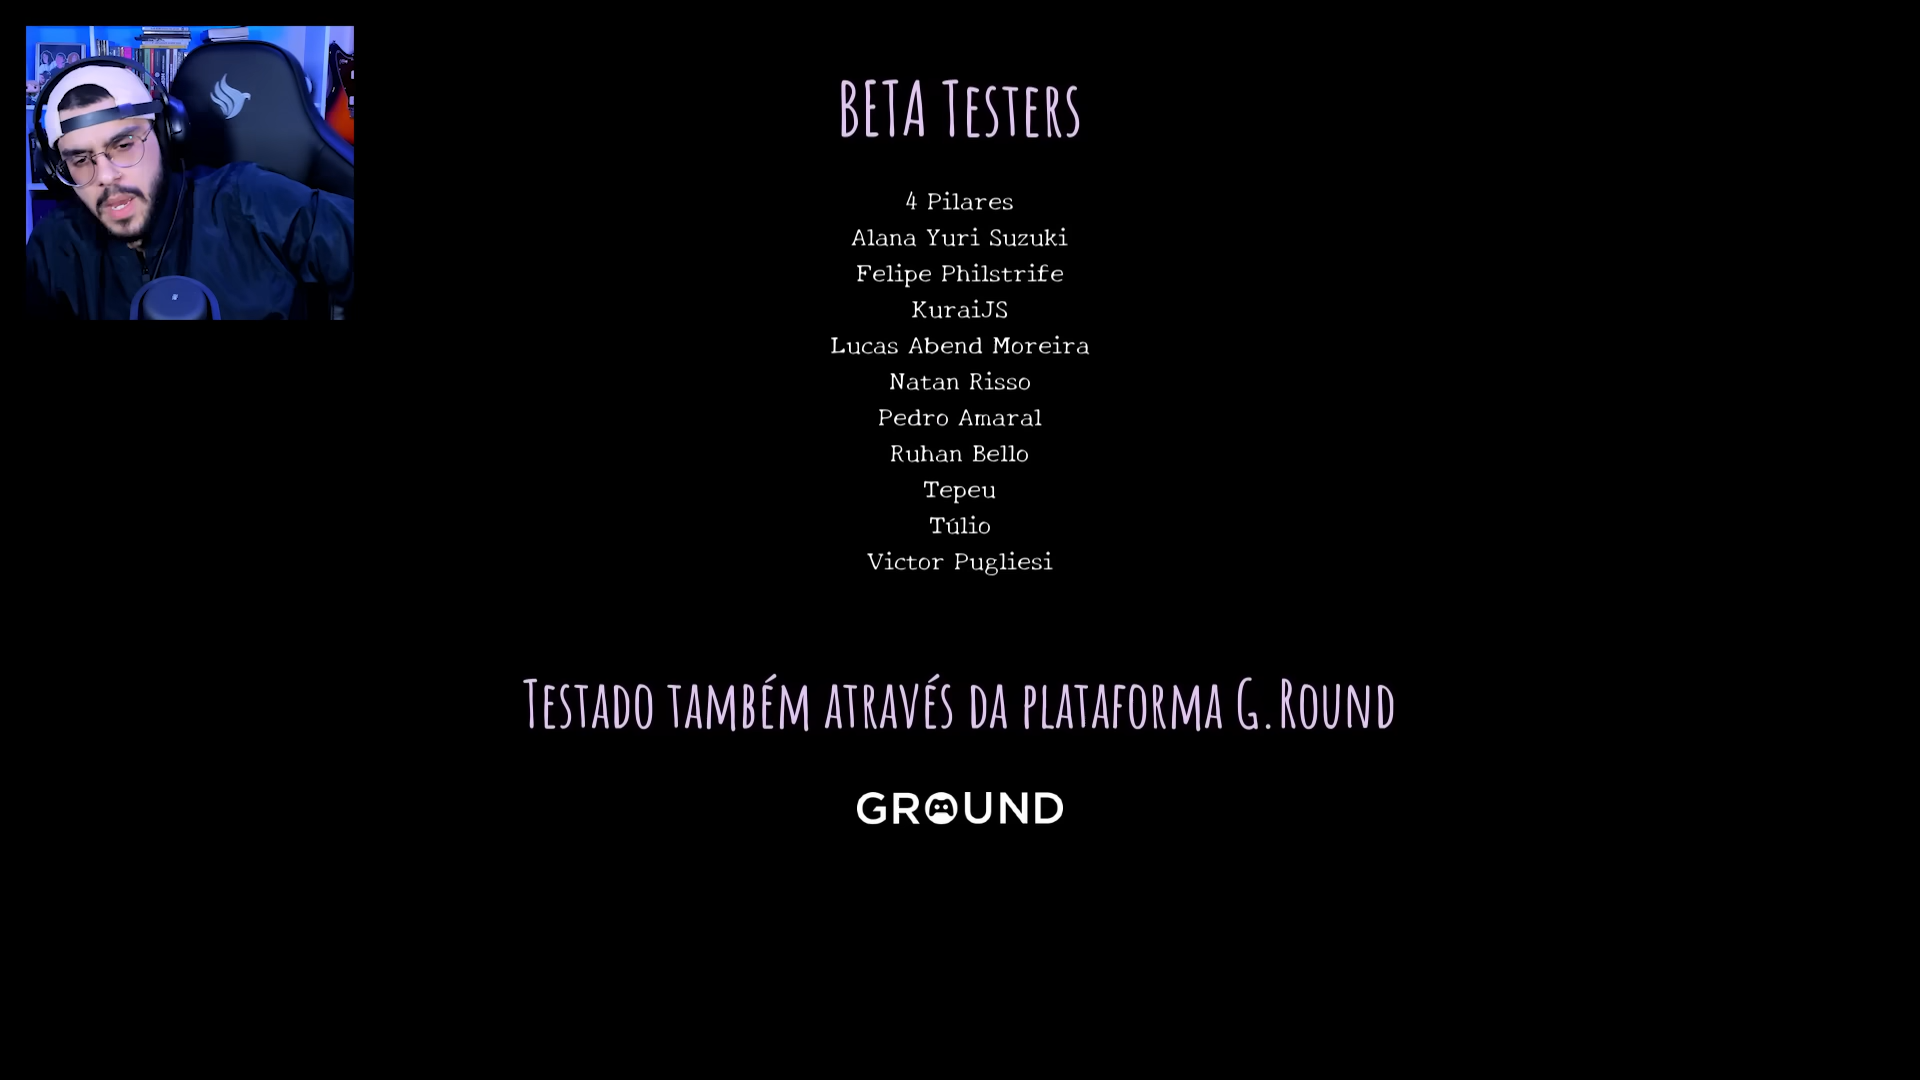 BETA Testers
4 Pilares
Alana Yuri Suzuki
Felipe Philstrife
KuraiJS
Lucas Abend Moreira
Natan Risso
Pedro Amaral
Ruhan Bello
Tepeu
Túlio
Victor Pugliesi
Testado também através da plataforma G.Round
GROUND